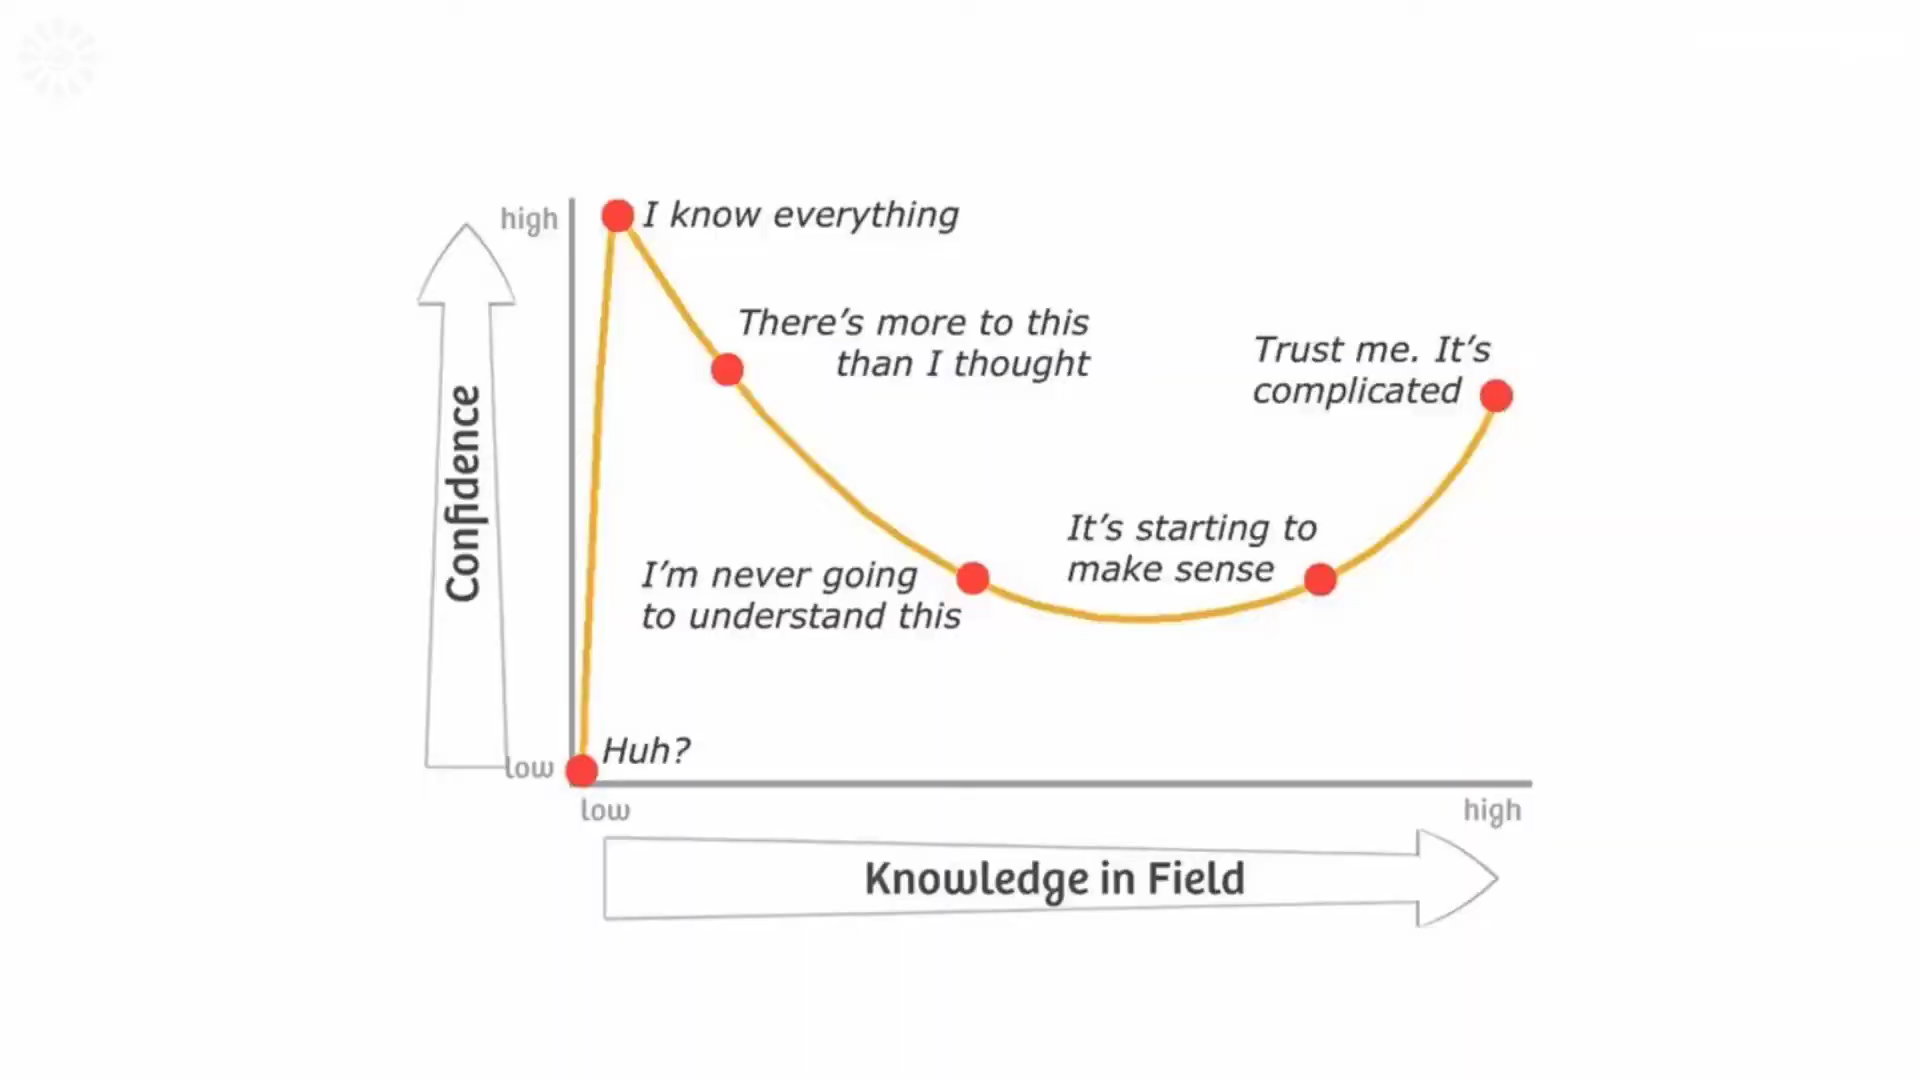 high
I know everything
There's more to this
than I thought
Trust me. It's
complicated
Confidence
It's starting to
make sense
I'm never going
to understand this
Huh?
low
low
high
Knowledge in Field